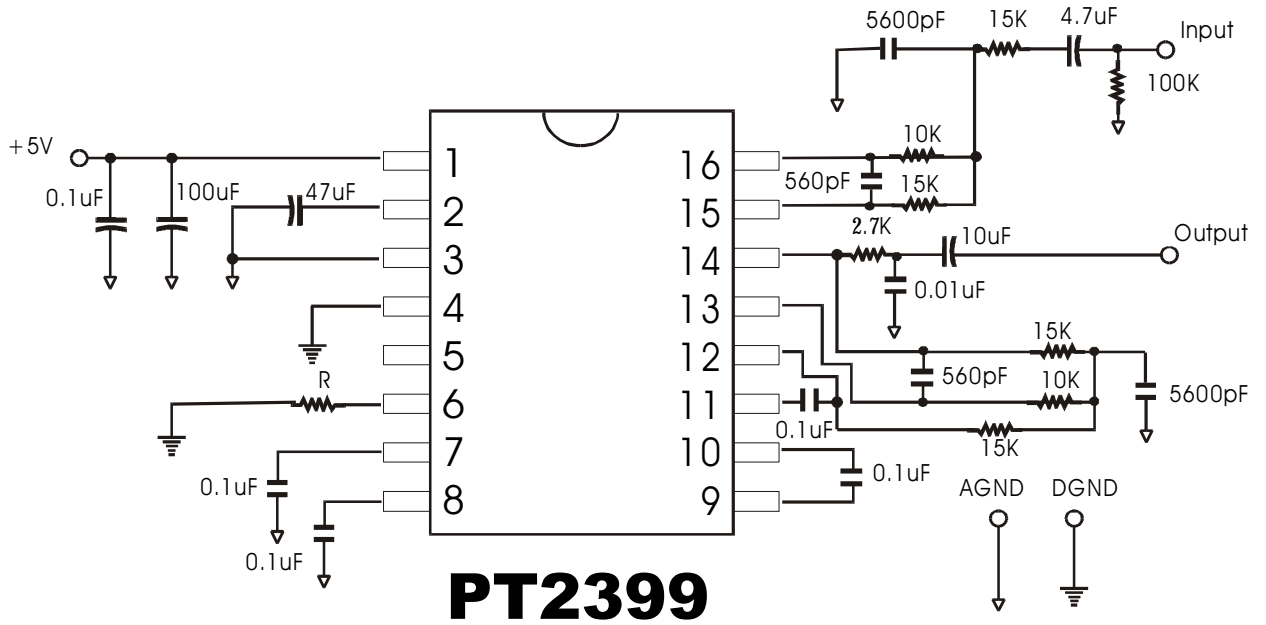 5600pF
15K
4.7uF
Input
100K
+5V
0.1uF
100uF
47uF
1
2
3
4
5
6
7
8
16
15
14
13
12
11
10
9
10K
560pF
15K
2.7K
10uF
Output
0.01uF
15K
560pF
10K
5600pF
0.1uF
15K
R
0.1uF
0.1uF
0.1uF
AGND
DGND
PT2399